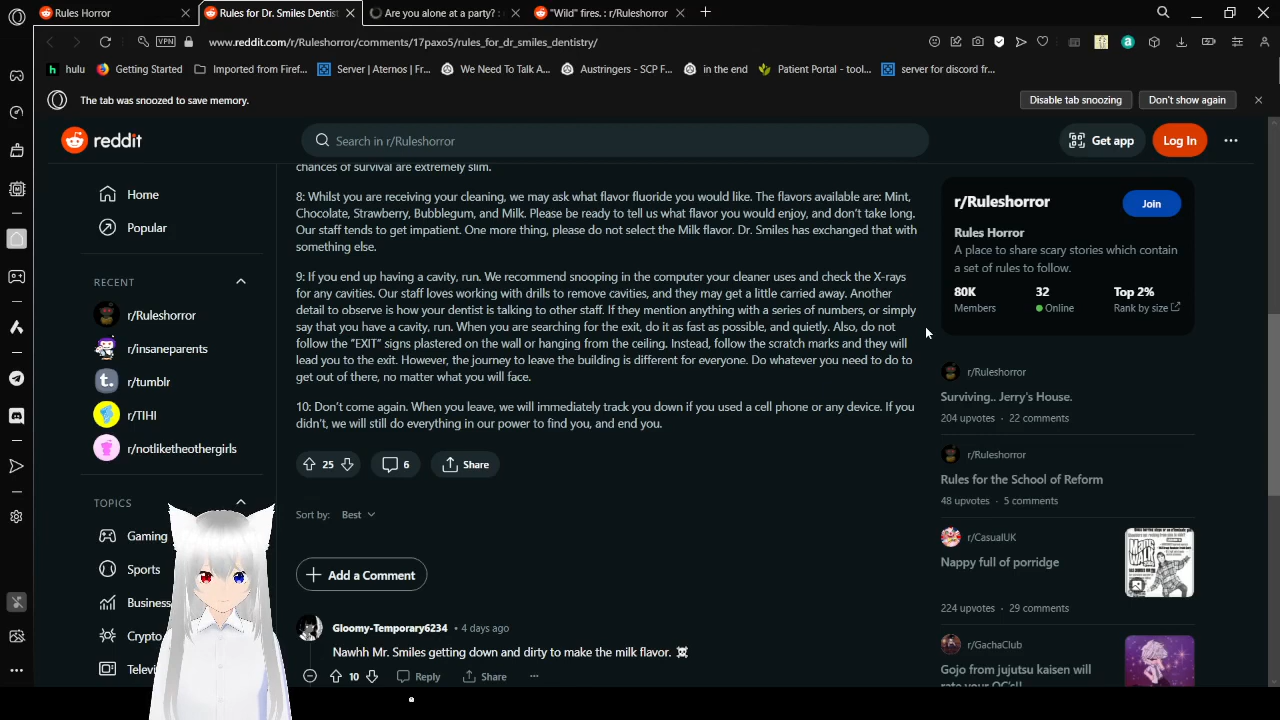 Rules Horror
Rules for Dr. Smiles Dentist
Are you alone at a party? :
"Wild" fires. : r/Ruleshorror
VPN
www.reddit.com/r/Ruleshorror/comments/17paxo5/rules_for_dr_smiles_dentistry/
hulu
Getting Started
Imported from Firef...
Server | Aternos | Fr...
We Need To Talk A...
Austringers - SCP F...
in the end
Patient Portal - tool...
server for discord fr...
The tab was snoozed to save memory.
Disable tab snoozing
Don't show again
reddit
Search in r/Ruleshorror
Get app
Log In
Home
Popular
RECENT
r/Ruleshorror
r/insaneparents
r/tumblr
r/TIHI
r/notliketheothergirls
TOPICS
Gaming
Sports
Business
Crypto
Televi
chances of survival are extremely slim.
8: Whilst you are receiving your cleaning, we may ask what flavor fluoride you would like. The flavors available are: Mint,
Chocolate, Strawberry, Bubblegum, and Milk. Please be ready to tell us what flavor you would enjoy, and don't take long.
Our staff tends to get impatient. One more thing, please do not select the Milk flavor. Dr. Smiles has exchanged that with
something else.
9: If you end up having a cavity, run. We recommend snooping in the computer your cleaner uses and check the X-rays
for any cavities. Our staff loves working with drills to remove cavities, and they may get a little carried away. Another
detail to observe is how your dentist is talking to other staff. If they mention anything with a series of numbers, or simply
say that you have a cavity, run. When you are searching for the exit, do it as fast as possible, and quietly. Also, do not
follow the "EXIT" signs plastered on the wall or hanging from the ceiling. Instead, follow the scratch marks and they will
lead you to the exit. However, the journey to leave the building is different for everyone. Do whatever you need to do to
get out of there, no matter what you will face.
10: Don't come again. When you leave, we will immediately track you down if you used a cell phone or any device. If you
didn't, we will still do everything in our power to find you, and end you.
25
6
Share
Sort by:
Best
Add a Comment
Gloomy-Temporary6234 • 4 days ago
Nawhh Mr. Smiles getting down and dirty to make the milk flavor. ☠
10
Reply
Share
r/Ruleshorror
Join
Rules Horror
A place to share scary stories which contain
a set of rules to follow.
80K
32
Top 2%
Members
Online
Rank by size
r/Ruleshorror
Surviving.. Jerry's House.
204 upvotes · 22 comments
r/Ruleshorror
Rules for the School of Reform
48 upvotes · 5 comments
r/CasualUK
Nappy full of porridge
224 upvotes · 29 comments
r/GachaClub
Gojo from jujutsu kaisen will
rate your OC's!!